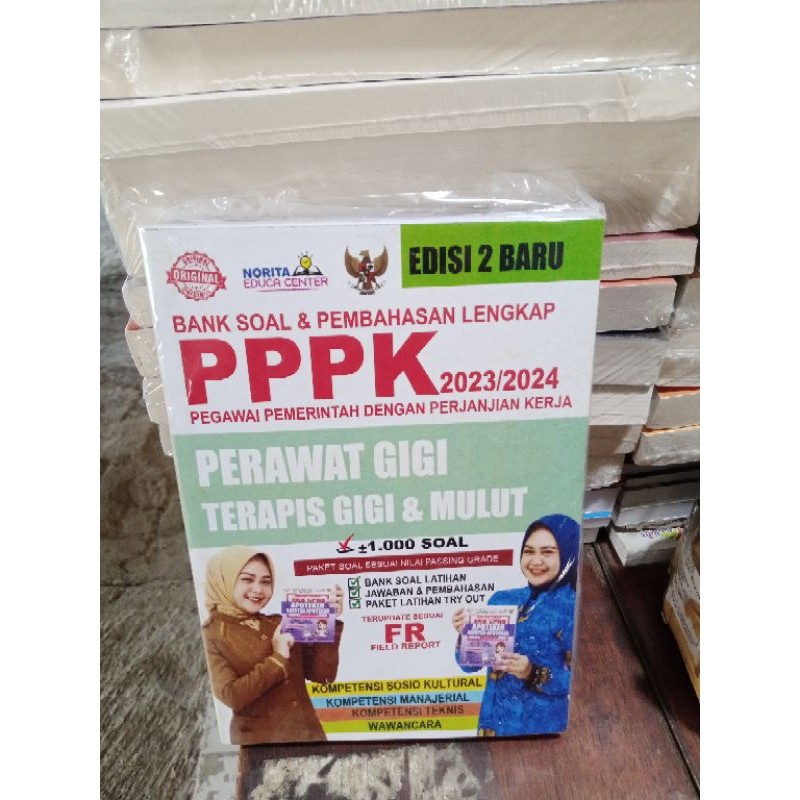 ORIGINAL
NORITA
EDUCA CENTER
EDISI 2 BARU
BANK SOAL & PEMBAHASAN LENGKAP
PPPK 2023/2024
PEGAWAI PEMERINTAH DENGAN PERJANJIAN KERJA
PERAWAT GIGI
TERAPIS GIGI & MULUT
±1.000 SOAL
PAKET SOAL SESUAI NILAI PASSING GRADE
BANK SOAL LATIHAN
JAWABAN & PEMBAHASAN
PAKET LATIHAN TRY OUT
TERUPDATE SESUAI
FR
FIELD REPORT
APOTEKER
KOMPETENSI SOSIO KULTURAL
KOMPETENSI MANAJERIAL
KOMPETENSI TEKNIS
WAWANCARA